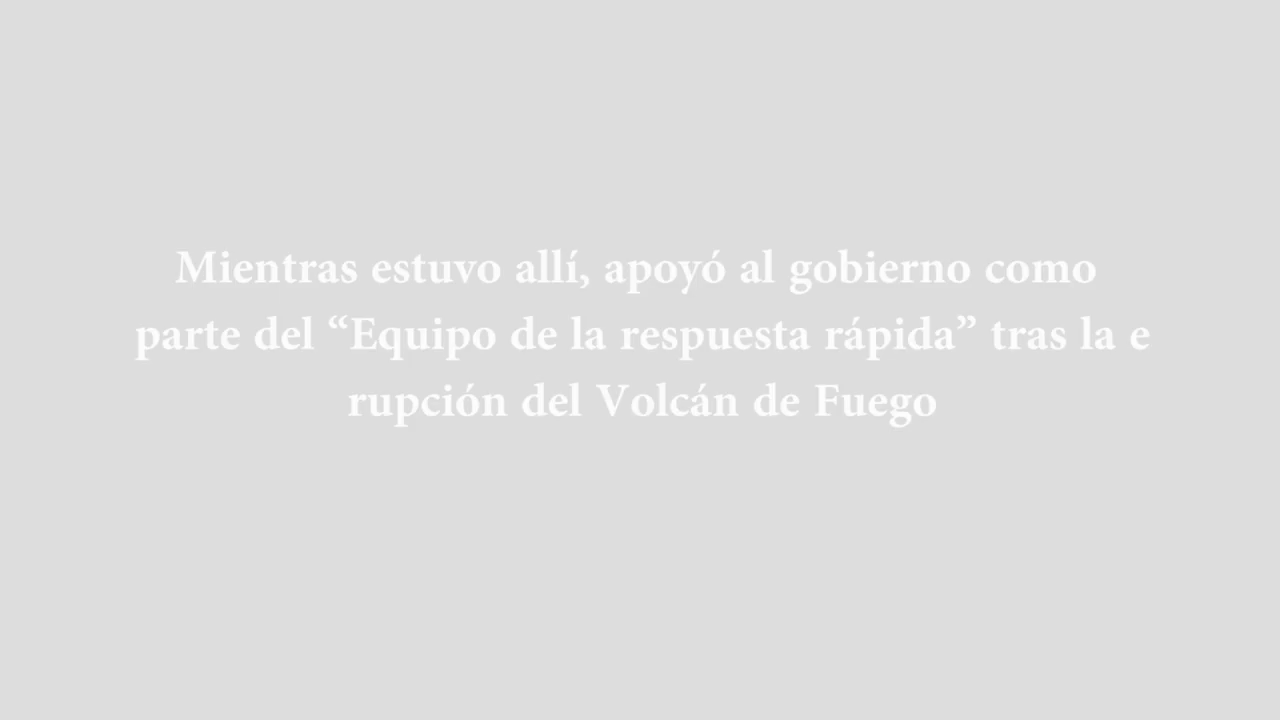 Mientras estuvo allí, apoyó al gobierno como
parte del “Equipo de la respuesta rápida” tras la e
rupción del Volcán de Fuego